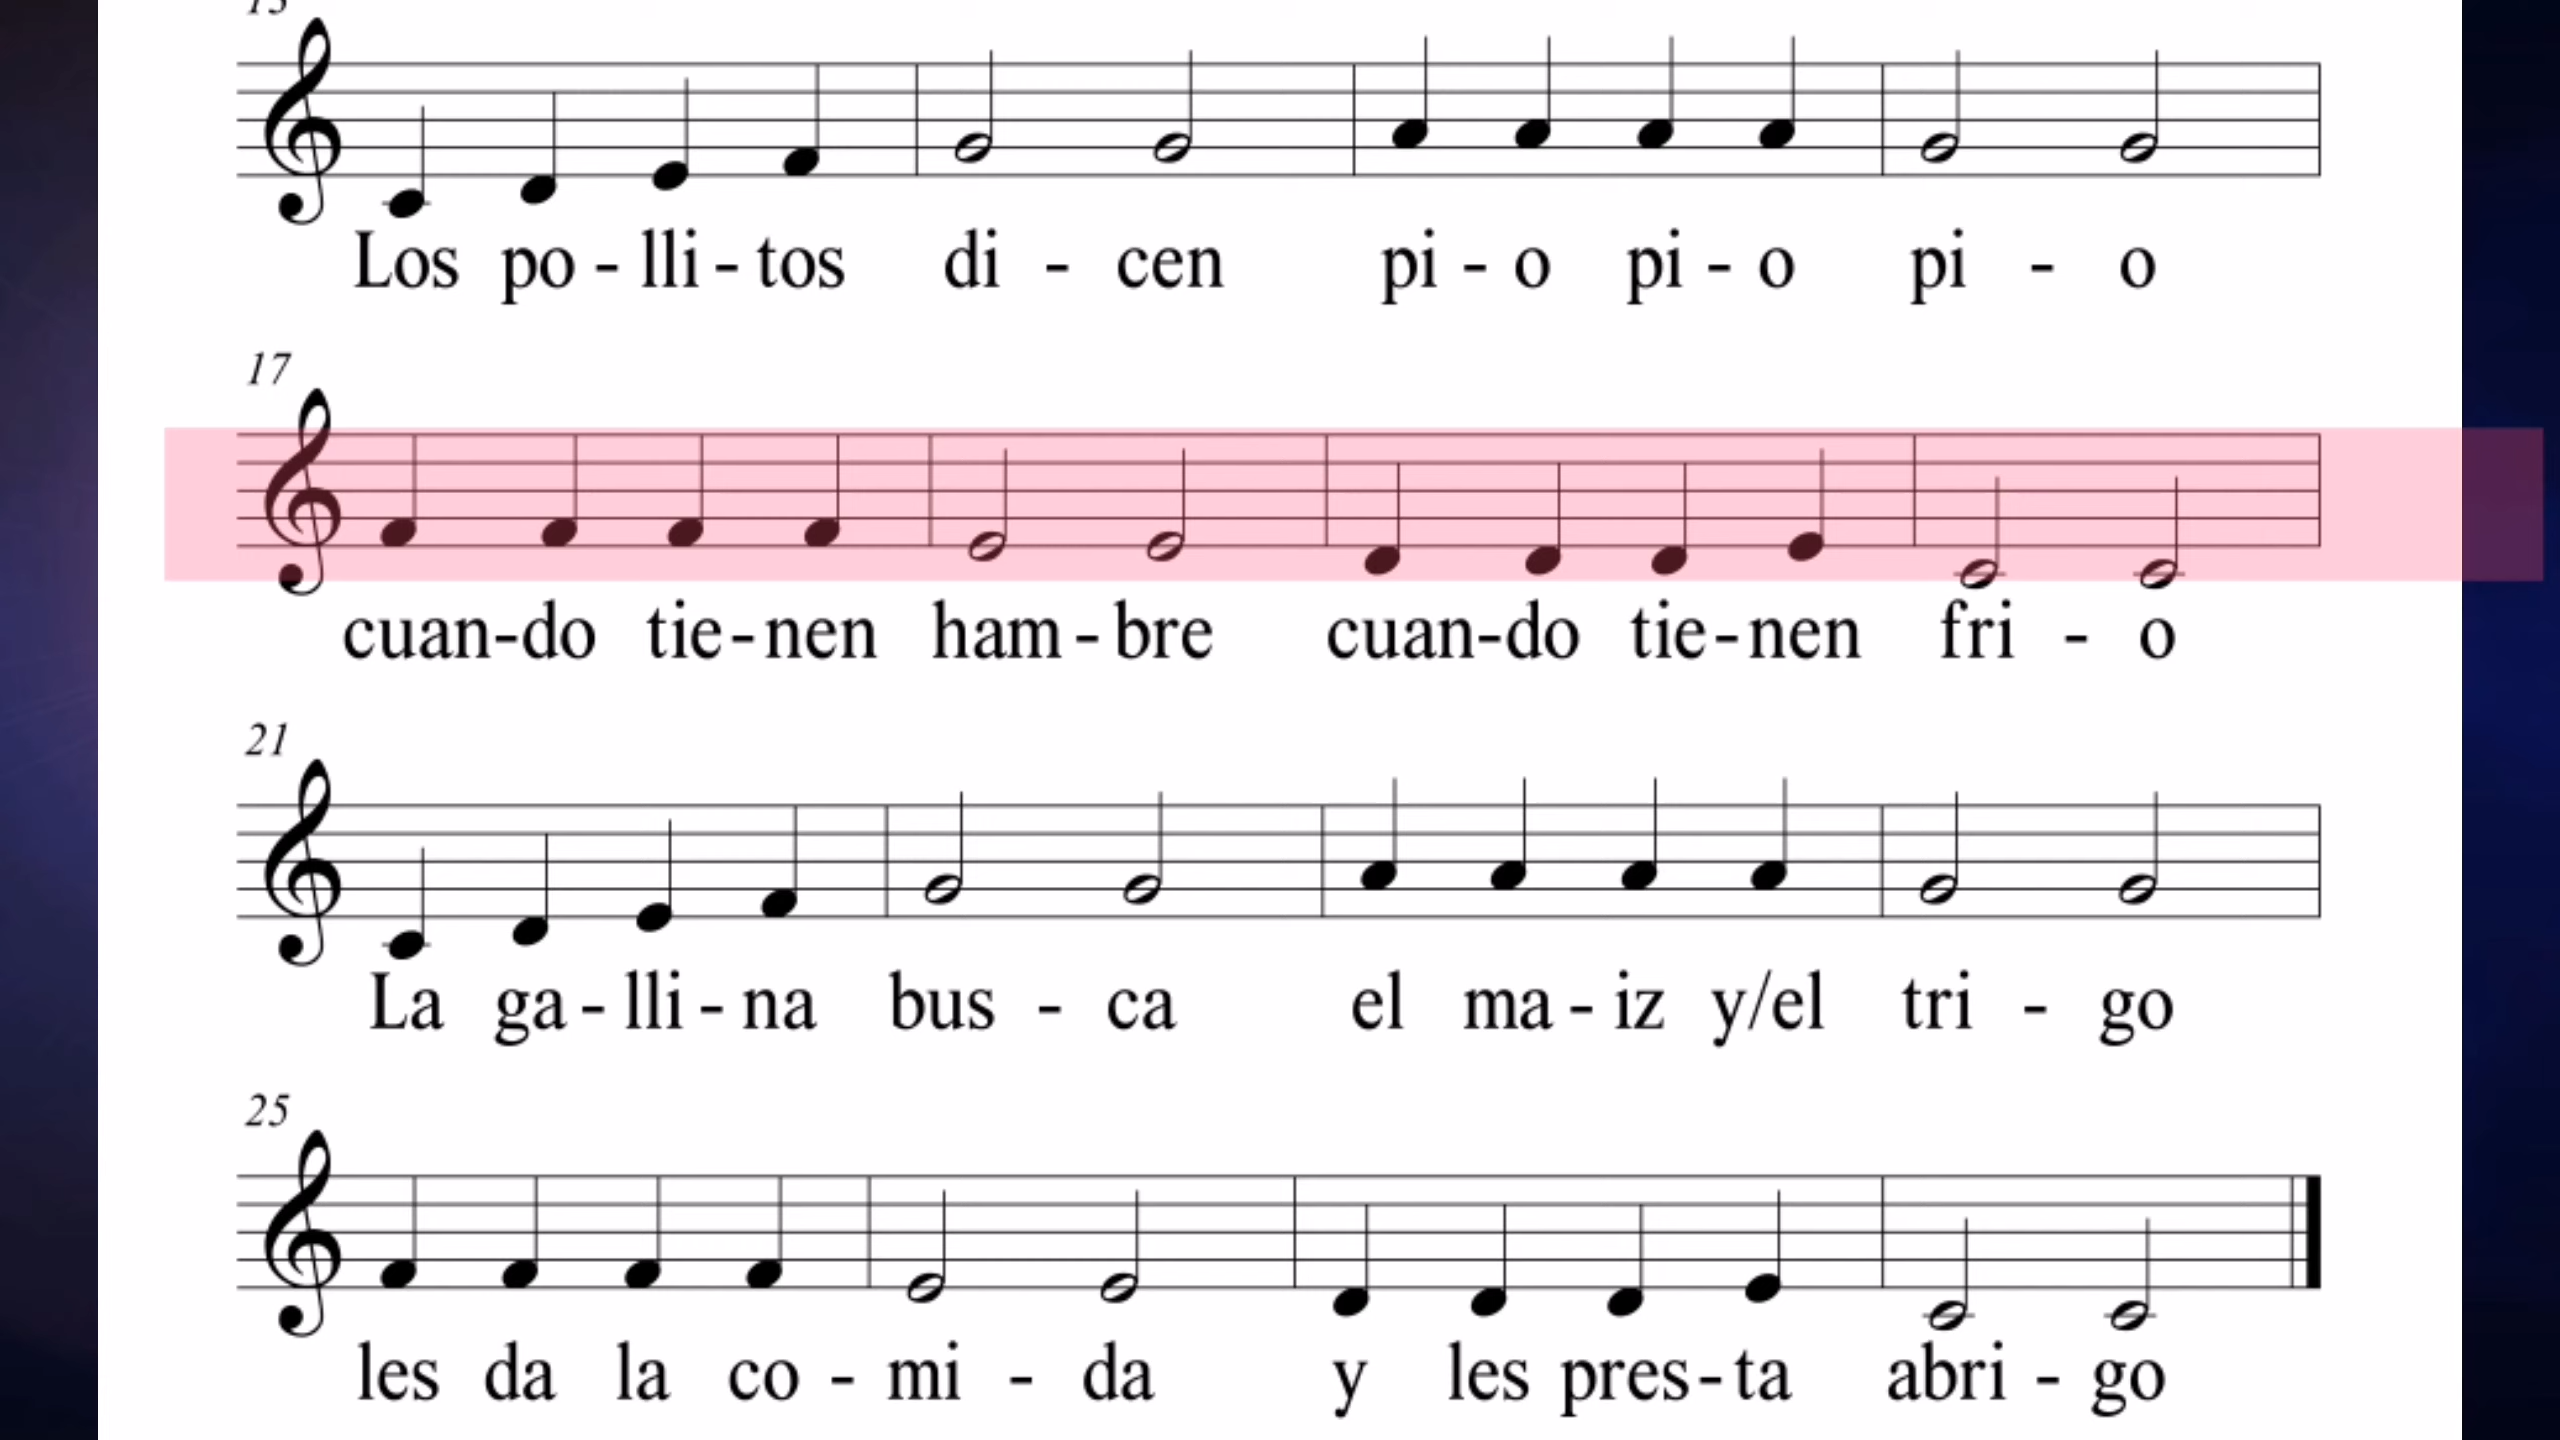 Los po - lli - tos di - cen pi - o pi - o pi - o
17
cuan-do tie-nen ham-bre cuan-do tie-nen fri - o
21
La ga - lli - na bus - ca el ma - iz y/el tri - go
25
les da la co - mi - da y les pres-ta abri - go